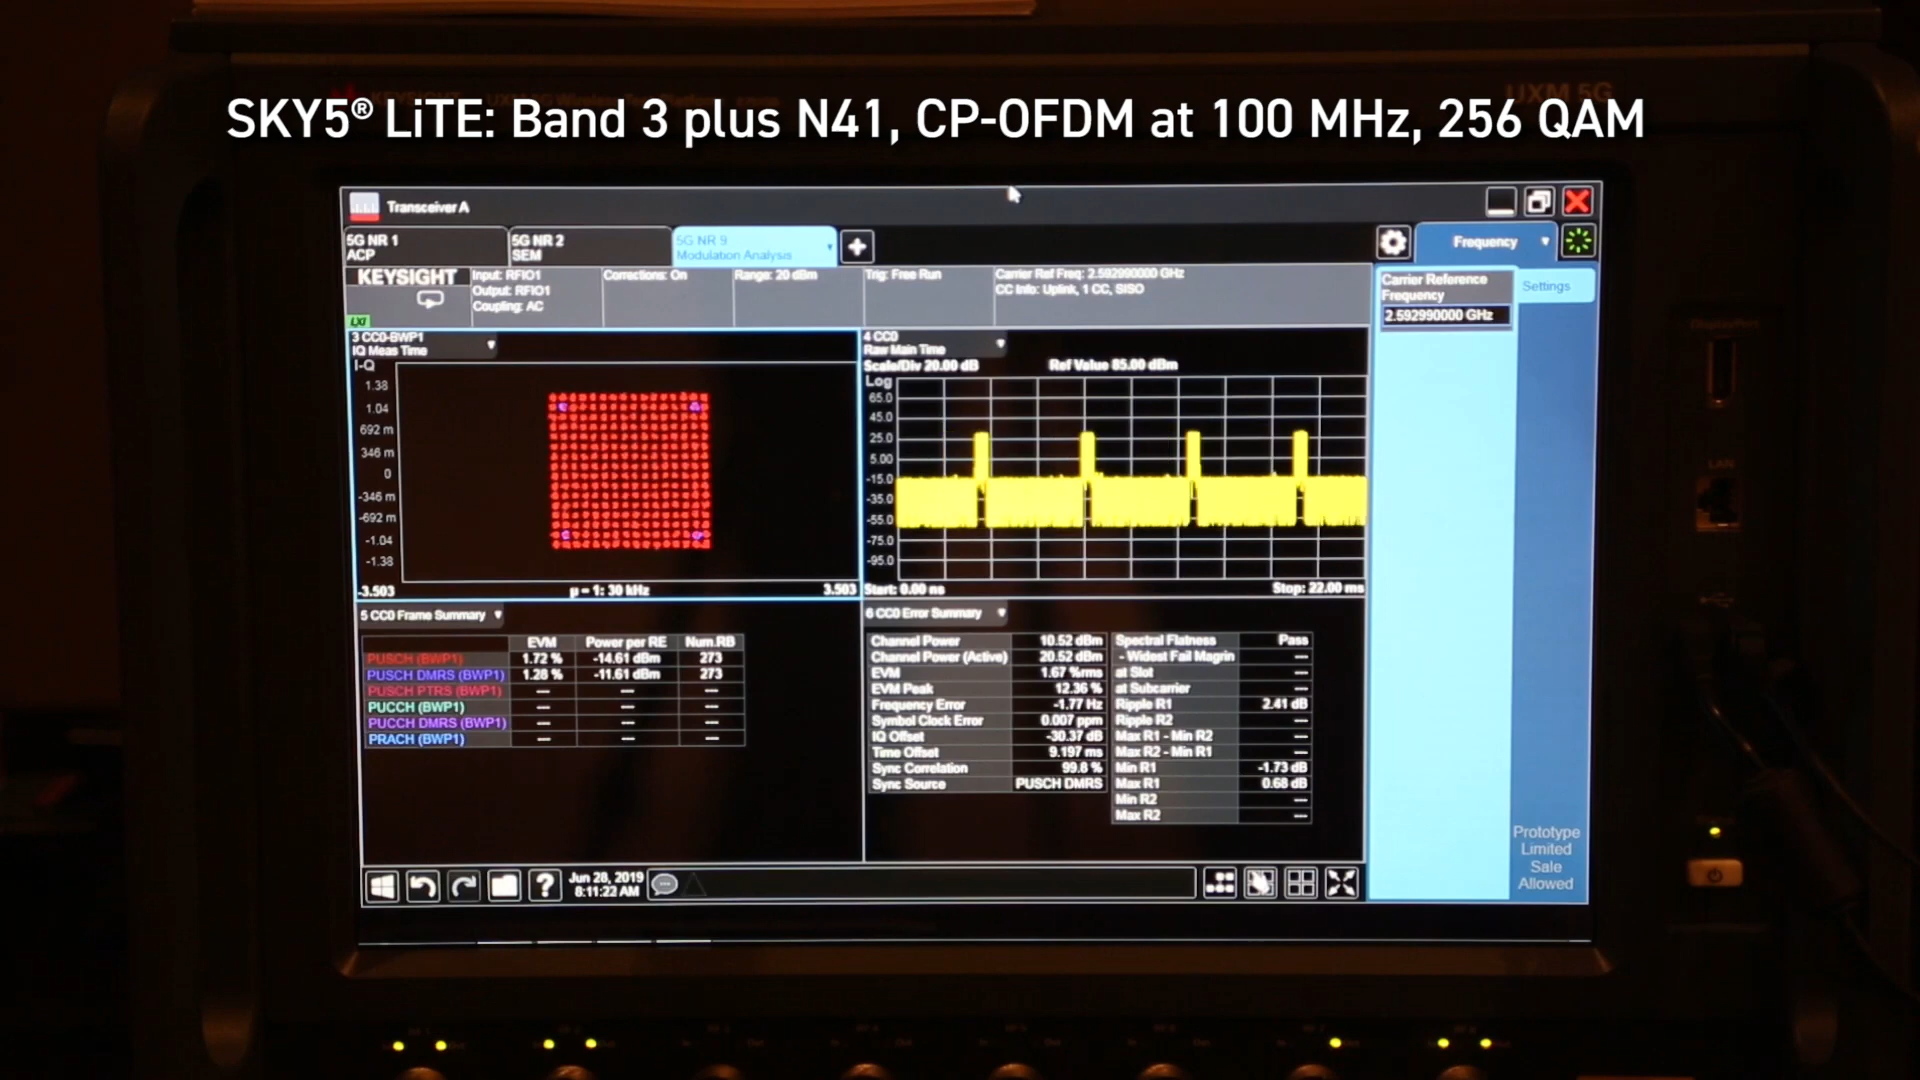 SKY5® LiTE: Band 3 plus N41, CP-OFDM at 100 MHz, 256 QAM
UXM 5G
Transceiver A
5G NR 1
ACP
5G NR 2
SEM
5G NR 9
Modulation Analysis
Frequency
KEYSIGHT
LXI
Input: RFIO1
Output: RFIO1
Coupling: AC
Corrections: On
Range: 20 dBm
Trig: Free Run
Carrier Ref Freq: 2.592990000 GHz
CC Info: Uplink, 1 CC, SISO
Carrier Reference
Frequency
2.592990000 GHz
Settings
3 CC0-BWP1
IQ Meas Time
I-Q
1.38
1.04
692 m
346 m
0
-346 m
-692 m
-1.04
-1.38
-3.503
µ = 1: 30 kHz
3.503
4 CC0
Raw Main Time
Scale/Div 20.00 dB
Ref Value 85.00 dBm
Log
65.0
45.0
25.0
5.00
-15.0
-35.0
-55.0
-75.0
-95.0
Start: 0.00 ns
Stop: 22.00 ms
5 CC0 Frame Summary
EVM Power per RE Num.RB
PUSCH (BWP1) 1.72 % -14.61 dBm 273
PUSCH DMRS (BWP1) 1.28 % -11.61 dBm 273
PUSCH PTRS (BWP1) --- --- ---
PUCCH (BWP1) --- --- ---
PUCCH DMRS (BWP1) --- --- ---
PRACH (BWP1) --- --- ---
6 CC0 Error Summary
Channel Power 10.52 dBm
Channel Power (Active) 20.52 dBm
EVM 1.67 %rms
EVM Peak 12.36 %
Frequency Error -1.77 Hz
Symbol Clock Error 0.007 ppm
IQ Offset -30.37 dB
Time Offset 9.197 ms
Sync Correlation 99.8 %
Sync Source PUSCH DMRS
Spectral Flatness Pass
- Widest Fail Magrin ---
at Slot ---
at Subcarrier ---
Ripple R1 2.41 dB
Ripple R2 ---
Max R1 - Min R2 ---
Max R2 - Min R1 ---
Min R1 -1.73 dB
Max R1 0.68 dB
Min R2 ---
Max R2 ---
Prototype
Limited
Sale
Allowed
?
Jun 28, 2019
8:11:22 AM
LAN